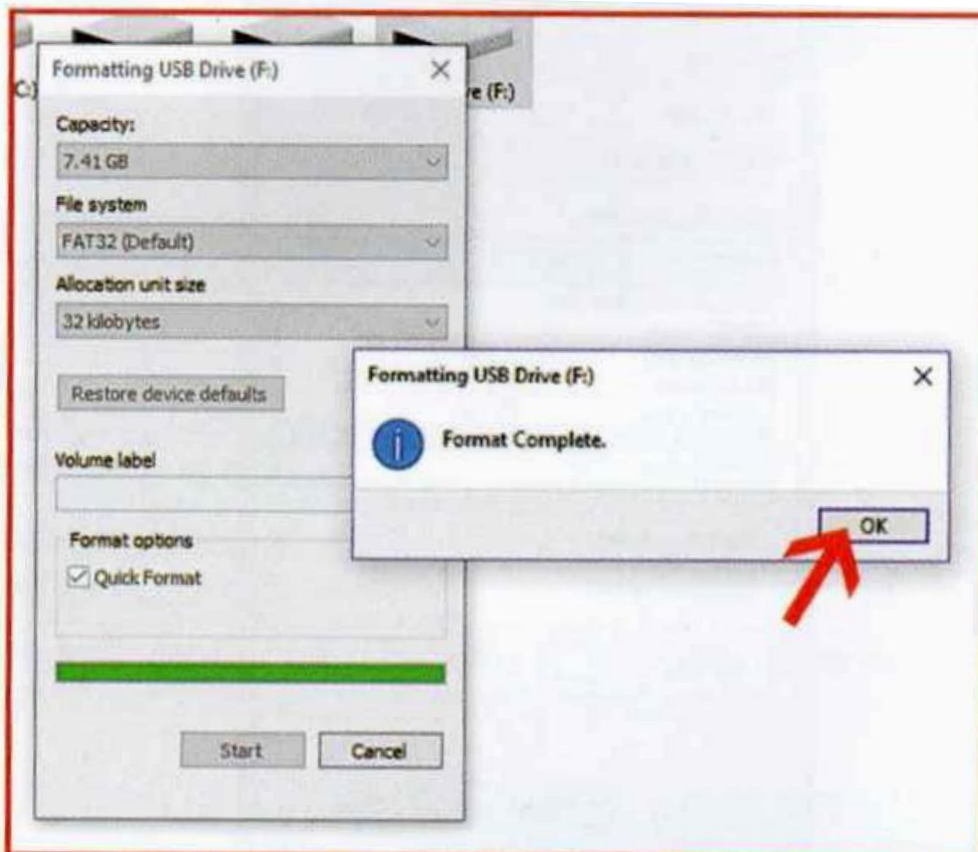 C:)
re (F:)
Formatting USB Drive (F:)
Capacity:
7.41 GB
File system
FAT32 (Default)
Allocation unit size
32 kilobytes
Restore device defaults
Volume label
Format options
Quick Format
Start
Cancel
Formatting USB Drive (F:)
Format Complete.
OK